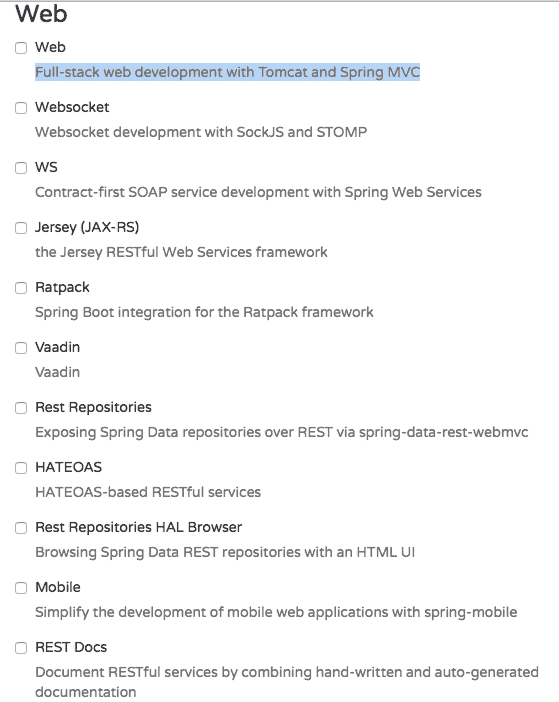 Web
Web
Full-stack web development with Tomcat and Spring MVC
Websocket
Websocket development with SockJS and STOMP
WS
Contract-first SOAP service development with Spring Web Services
Jersey (JAX-RS)
the Jersey RESTful Web Services framework
Ratpack
Spring Boot integration for the Ratpack framework
Vaadin
Vaadin
Rest Repositories
Exposing Spring Data repositories over REST via spring-data-rest-webmvc
HATEOAS
HATEOAS-based RESTful services
Rest Repositories HAL Browser
Browsing Spring Data REST repositories with an HTML UI
Mobile
Simplify the development of mobile web applications with spring-mobile
REST Docs
Document RESTful services by combining hand-written and auto-generated
documentation